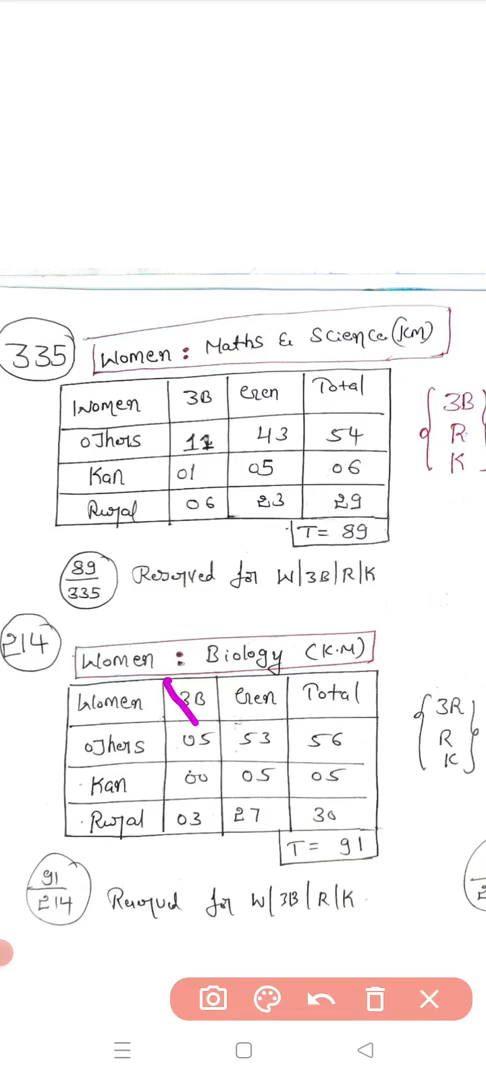 335 Women : Maths & Science (KM)
Women 3B Gen Total
Others 11 43 54
Kan 01 05 06
Rural 06 23 29
T = 89
3B
R
K
89/335 Reserved for W/3B/R/K
214 Women : Biology (K.M)
Women 3B Gen Total
Others 05 53 56
Kan 00 05 05
Rural 03 27 30
T = 91
3R
R
K
91/214 Reserved for W/3B/R/K